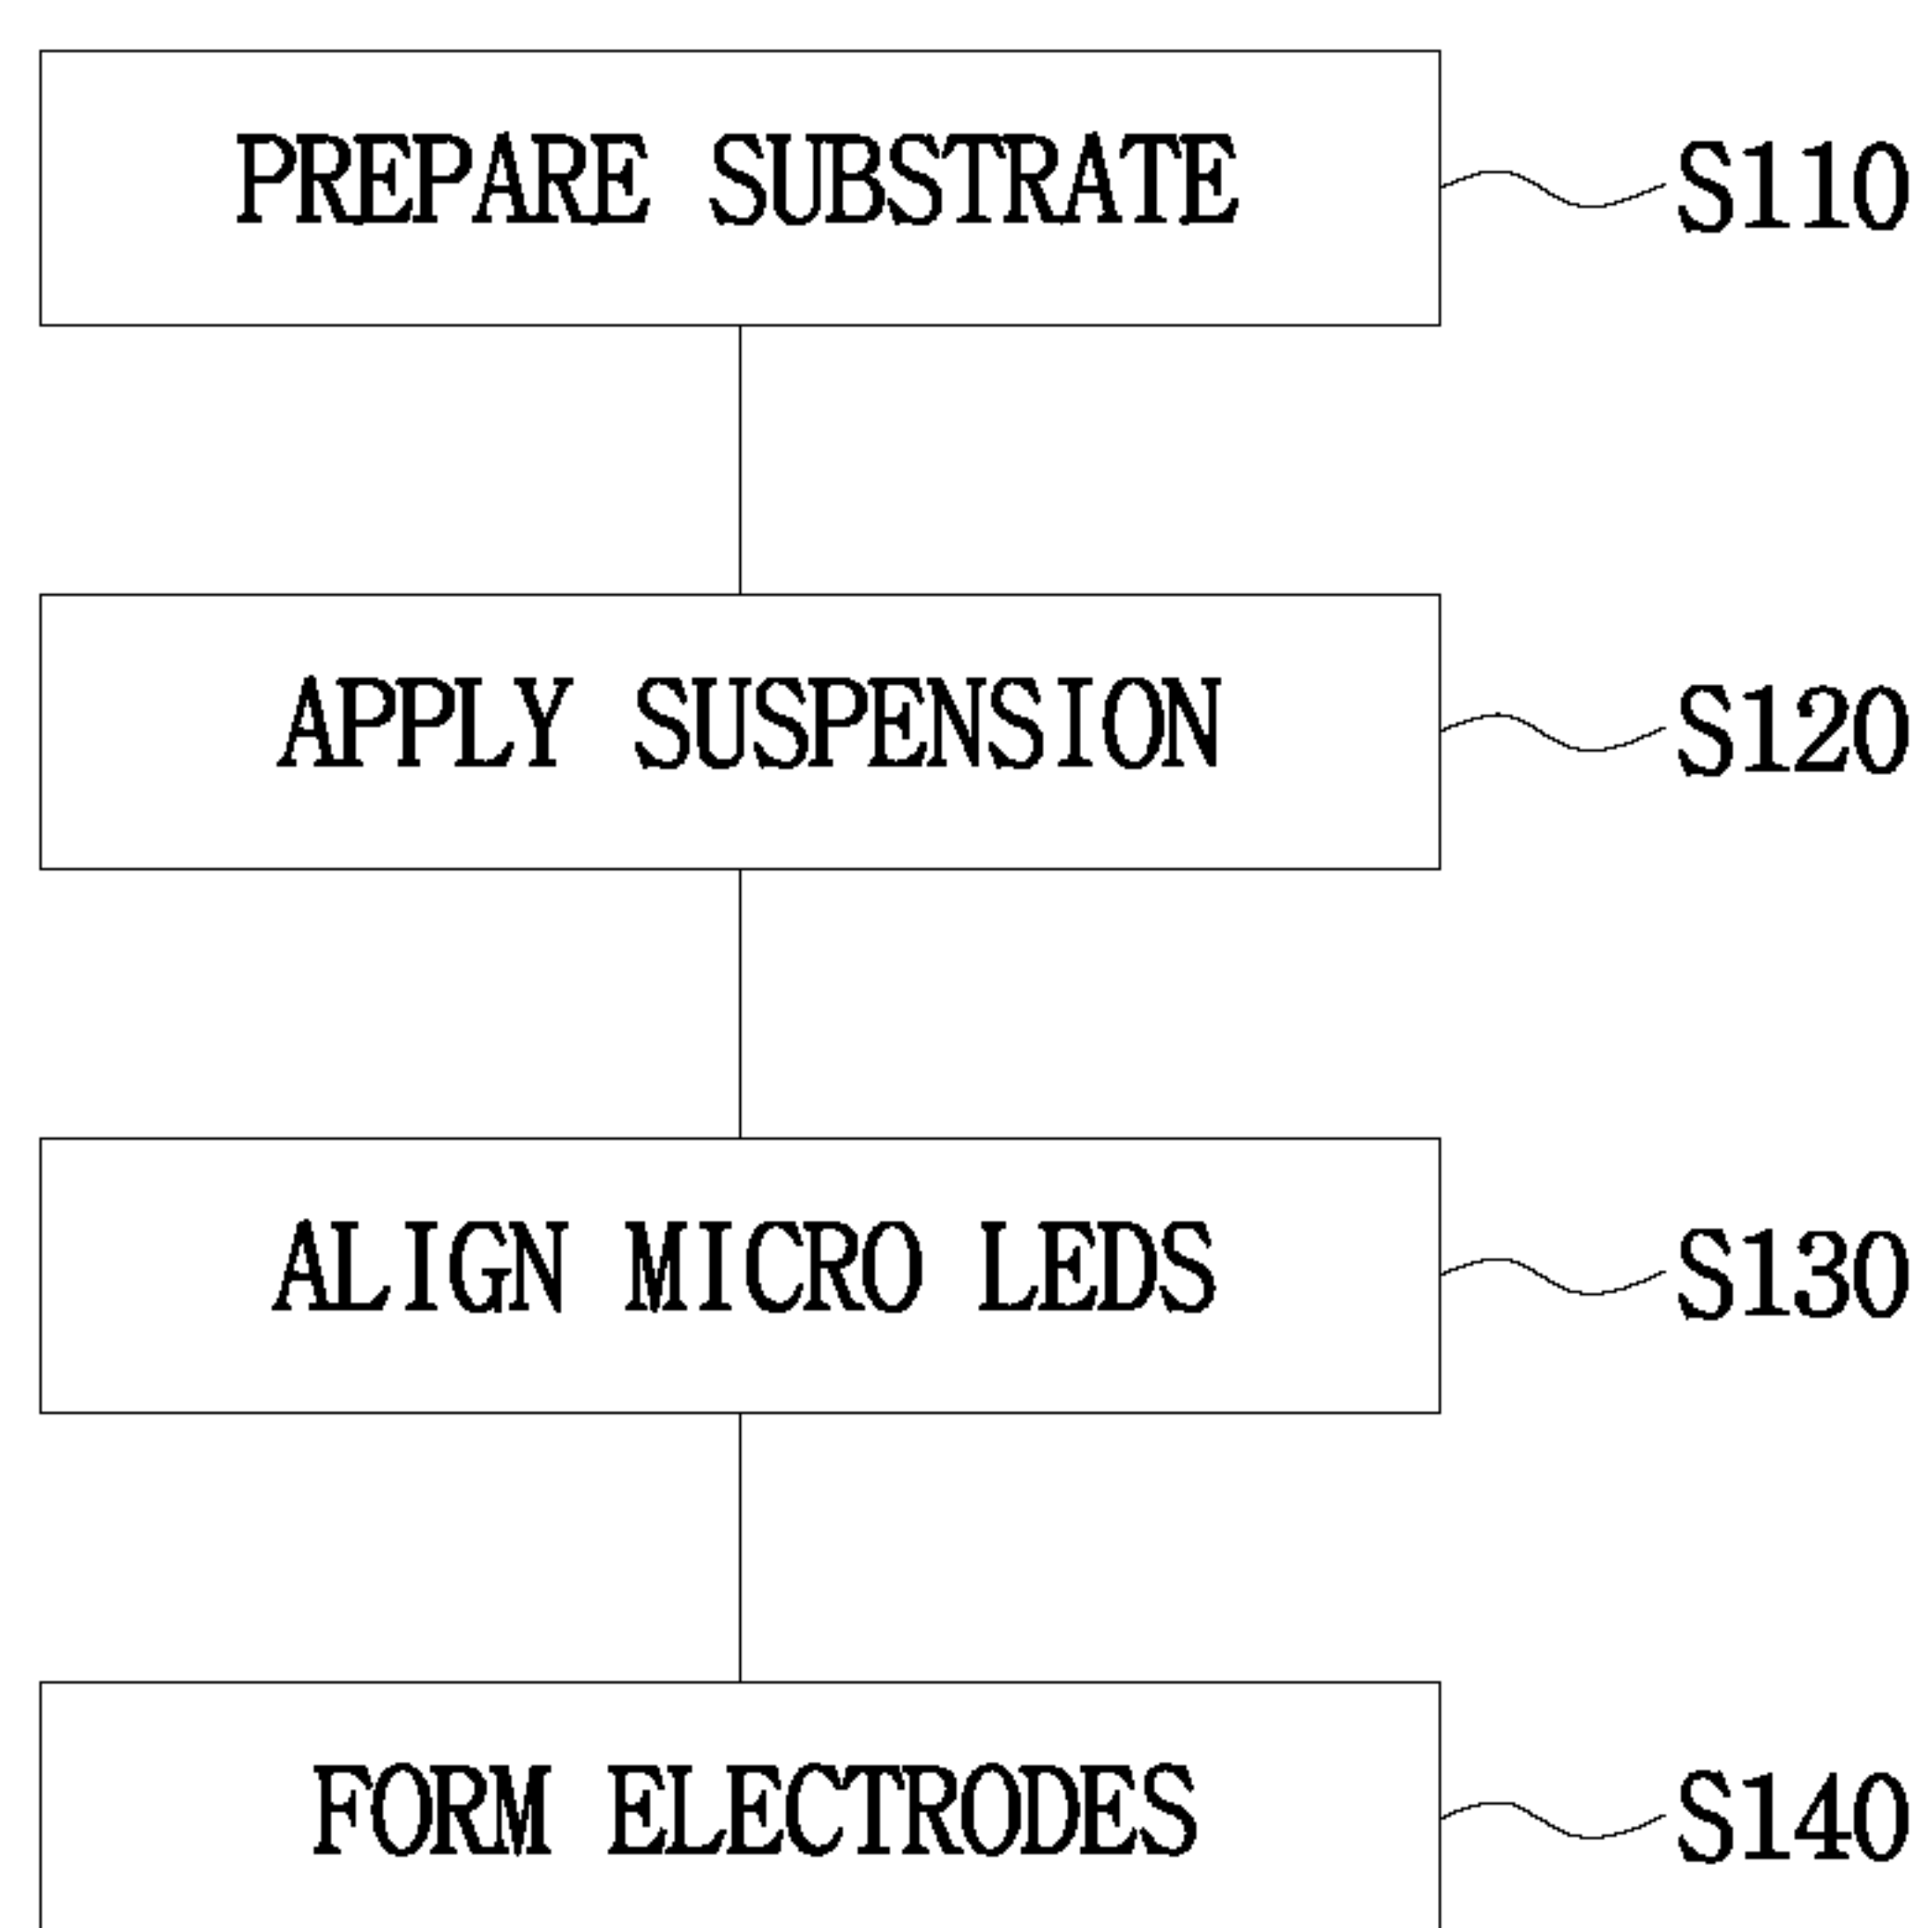 PREPARE SUBSTRATE S110
APPLY SUSPENSION S120
ALIGN MICRO LEDS S130
FORM ELECTRODES S140